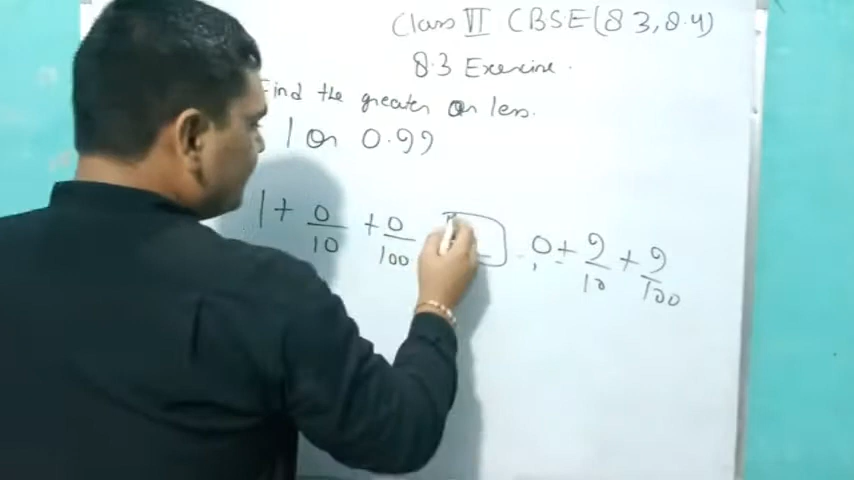 Class VI CBSE (8.3, 8.4)
8.3 Exercise.
Find the greater or less.
1 or 0.99
1 + 0/10 + 0/100 0 + 9/10 + 9/100